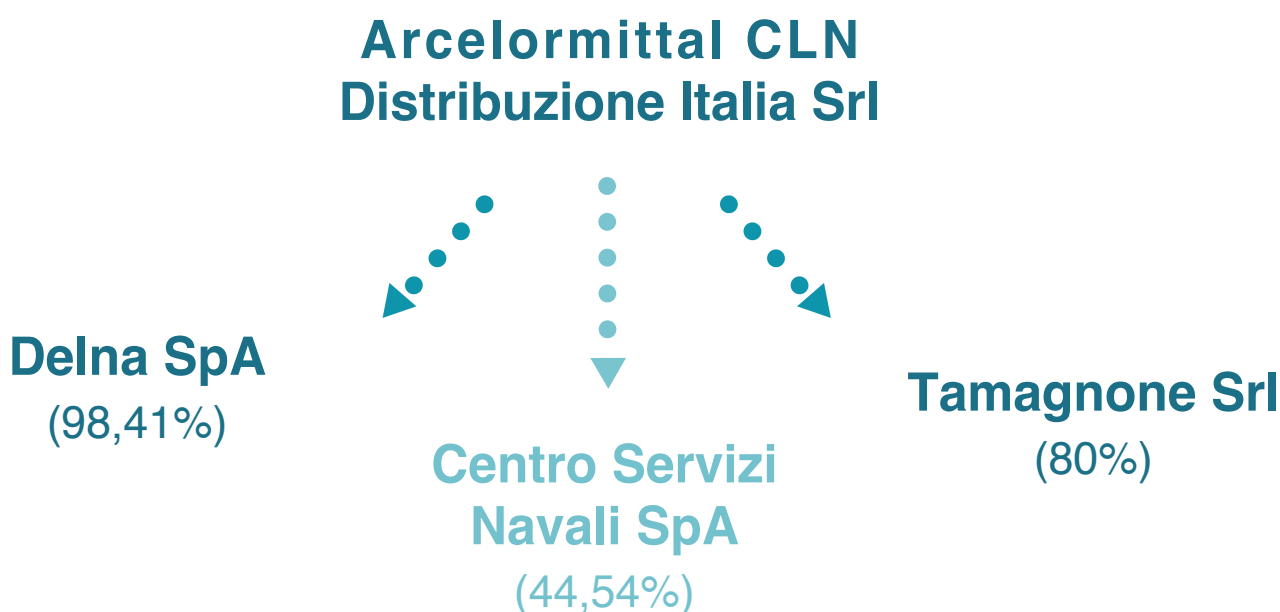 Arcelormittal CLN
Distribuzione Italia Srl
Delna SpA
(98,41%)
Centro Servizi
Navali SpA
(44,54%)
Tamagnone Srl
(80%)